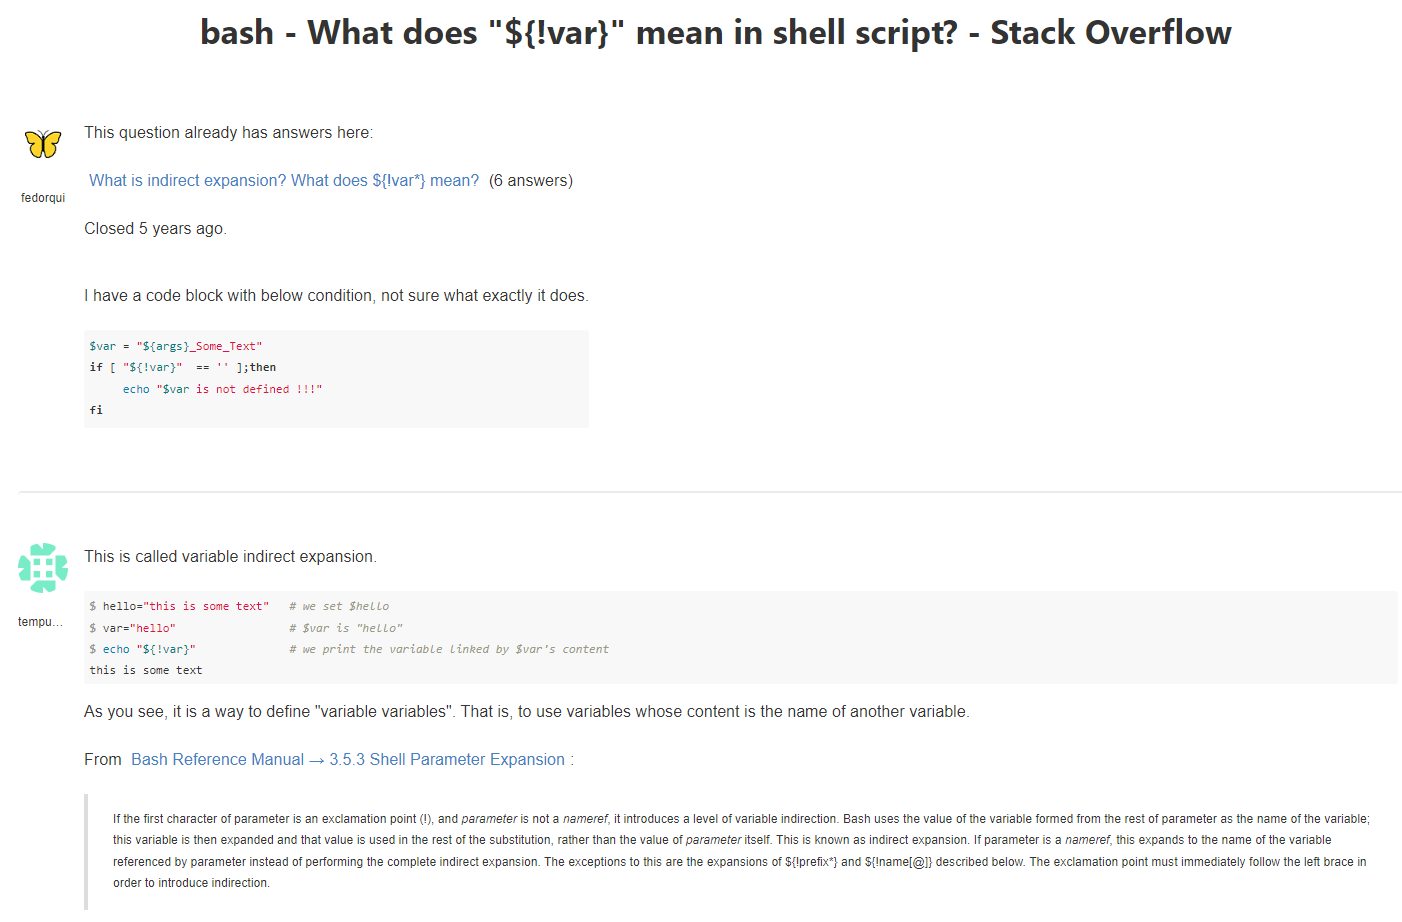 bash - What does "${!var}" mean in shell script? - Stack Overflow
This question already has answers here:
fedorqui
What is indirect expansion? What does ${!var*} mean? (6 answers)
Closed 5 years ago.
I have a code block with below condition, not sure what exactly it does.
$var = "${args}_Some_Text"
if [ "${!var}"  == '' ];then
     echo "$var is not defined !!!"
fi
This is called variable indirect expansion.
tempu...
$ hello="this is some text"   # we set $hello
$ var="hello"                 # $var is "hello"
$ echo "${!var}"              # we print the variable linked by $var's content
this is some text
As you see, it is a way to define "variable variables". That is, to use variables whose content is the name of another variable.
From Bash Reference Manual → 3.5.3 Shell Parameter Expansion :
If the first character of parameter is an exclamation point (!), and parameter is not a nameref, it introduces a level of variable indirection. Bash uses the value of the variable formed from the rest of parameter as the name of the variable;
this variable is then expanded and that value is used in the rest of the substitution, rather than the value of parameter itself. This is known as indirect expansion. If parameter is a nameref, this expands to the name of the variable
referenced by parameter instead of performing the complete indirect expansion. The exceptions to this are the expansions of ${!prefix*} and ${!name[@]} described below. The exclamation point must immediately follow the left brace in
order to introduce indirection.